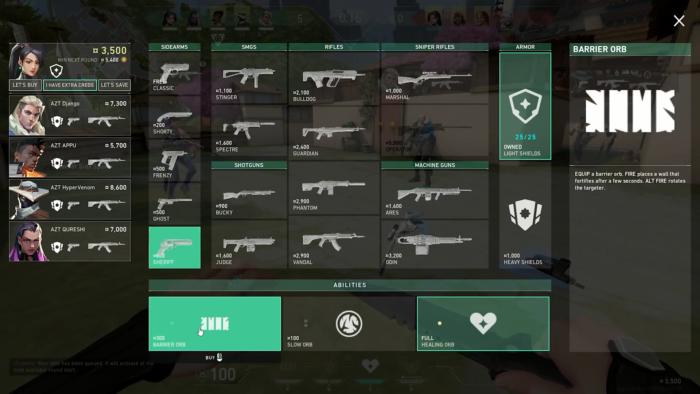 ¤ 3,500
MIN NEXT ROUND: ¤ 5,400
LET'S BUY
I HAVE EXTRA CREDS
LET'S SAVE
AZT Django
¤ 7,300
AZT APPU
¤ 5,700
AZT HyperVenom
¤ 8,600
AZT QURESHI
¤ 7,000
SIDEARMS
SMGS
RIFLES
SNIPER RIFLES
ARMOR
FREE
CLASSIC
¤1,100
STINGER
¤2,100
BULLDOG
¤1,000
MARSHAL
¤200
SHORTY
¤1,600
SPECTRE
¤2,400
GUARDIAN
OPERATOR
25/25
OWNED
LIGHT SHIELDS
SHOTGUNS
MACHINE GUNS
¤500
FRENZY
¤500
GHOST
¤900
BUCKY
¤2,900
PHANTOM
¤1,600
ARES
SHERIFF
¤1,600
JUDGE
¤2,900
VANDAL
¤3,200
ODIN
¤1,000
HEAVY SHIELDS
ABILITIES
¤300
BARRIER ORB
¤100
SLOW ORB
FULL
HEALING ORB
BUY
100
BARRIER ORB
EQUIP a barrier orb. FIRE places a wall that
fortifies after a few seconds. ALT FIRE rotates
the targeter.
¤ 3,500